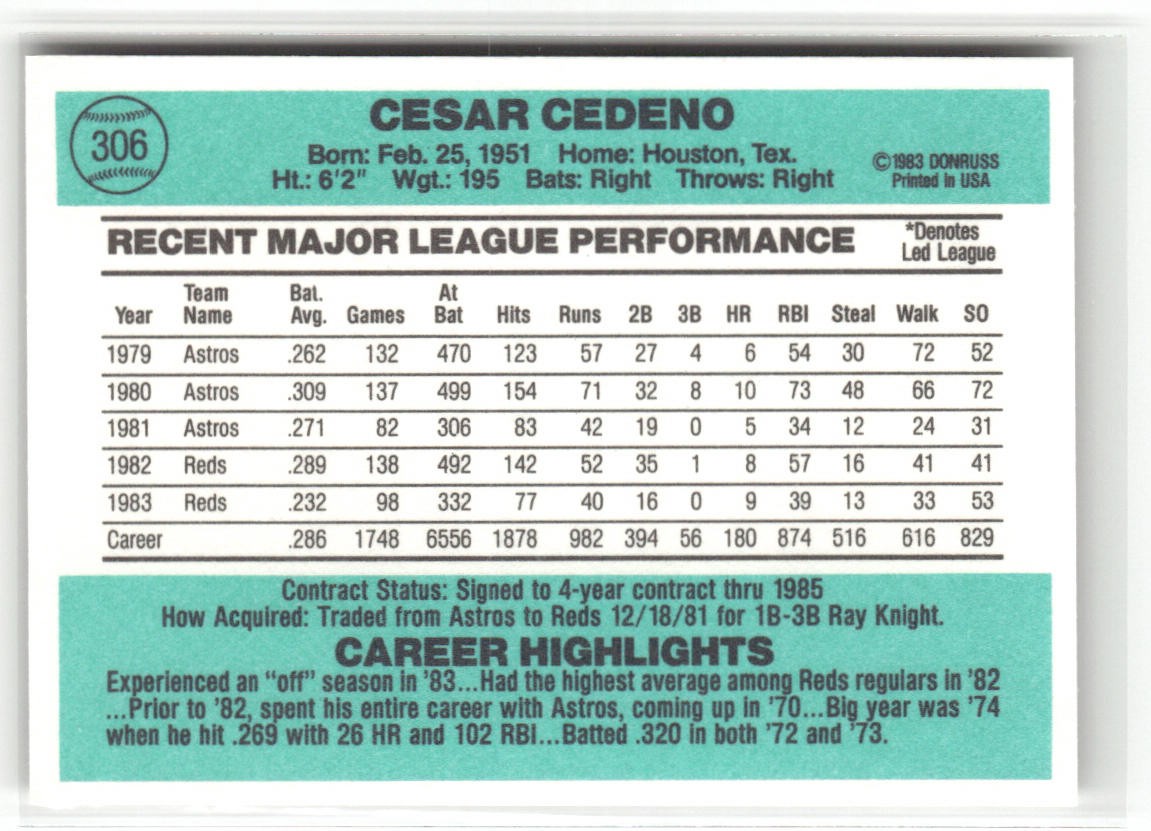 306
CESAR CEDENO
Born: Feb. 25, 1951 Home: Houston, Tex.
Ht.: 6'2" Wgt.: 195 Bats: Right Throws: Right
©1983 DONRUSS
Printed in USA
RECENT MAJOR LEAGUE PERFORMANCE
*Denotes
Led League
Year Team Name Bat. Avg. Games At Bat Hits Runs 2B 3B HR RBI Steal Walk SO
1979 Astros .262 132 470 123 57 27 4 6 54 30 72 52
1980 Astros .309 137 499 154 71 32 8 10 73 48 66 72
1981 Astros .271 82 306 83 42 19 0 5 34 12 24 31
1982 Reds .289 138 492 142 52 35 1 8 57 16 41 41
1983 Reds .232 98 332 77 40 16 0 9 39 13 33 53
Career .286 1748 6556 1878 982 394 56 180 874 516 616 829
Contract Status: Signed to 4-year contract thru 1985
How Acquired: Traded from Astros to Reds 12/18/81 for 1B-3B Ray Knight.
CAREER HIGHLIGHTS
Experienced an "off" season in '83...Had the highest average among Reds regulars in '82
...Prior to '82, spent his entire career with Astros, coming up in '70...Big year was '74
when he hit .269 with 26 HR and 102 RBI...Batted .320 in both '72 and '73.